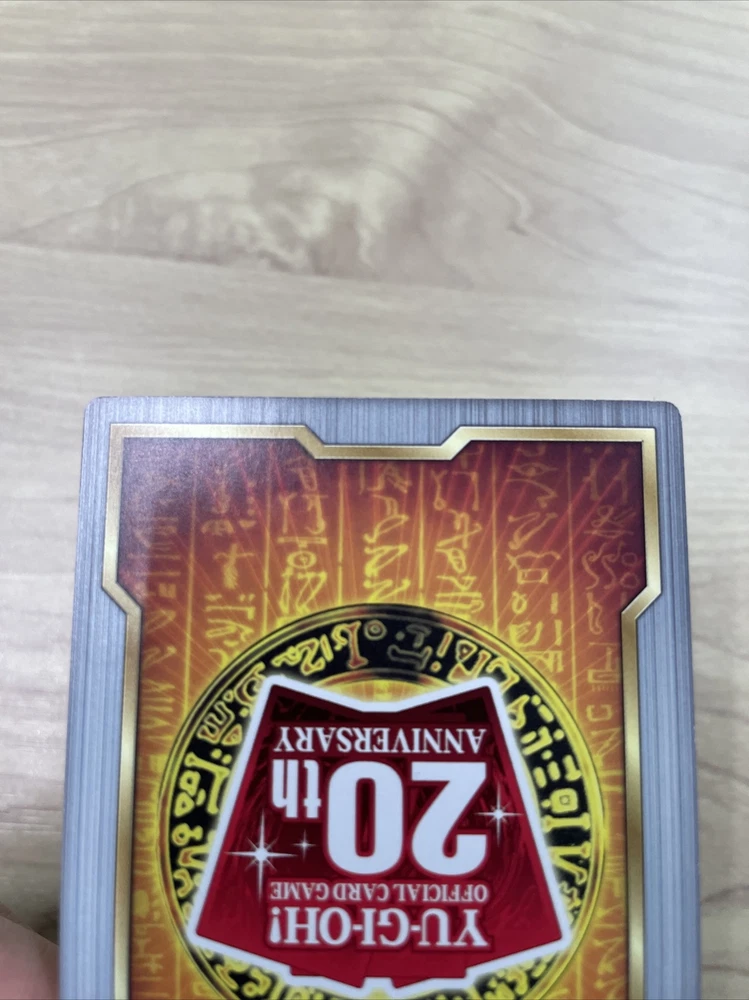 YU-GI-OH!
OFFICIAL CARD GAME
20th
ANNIVERSARY